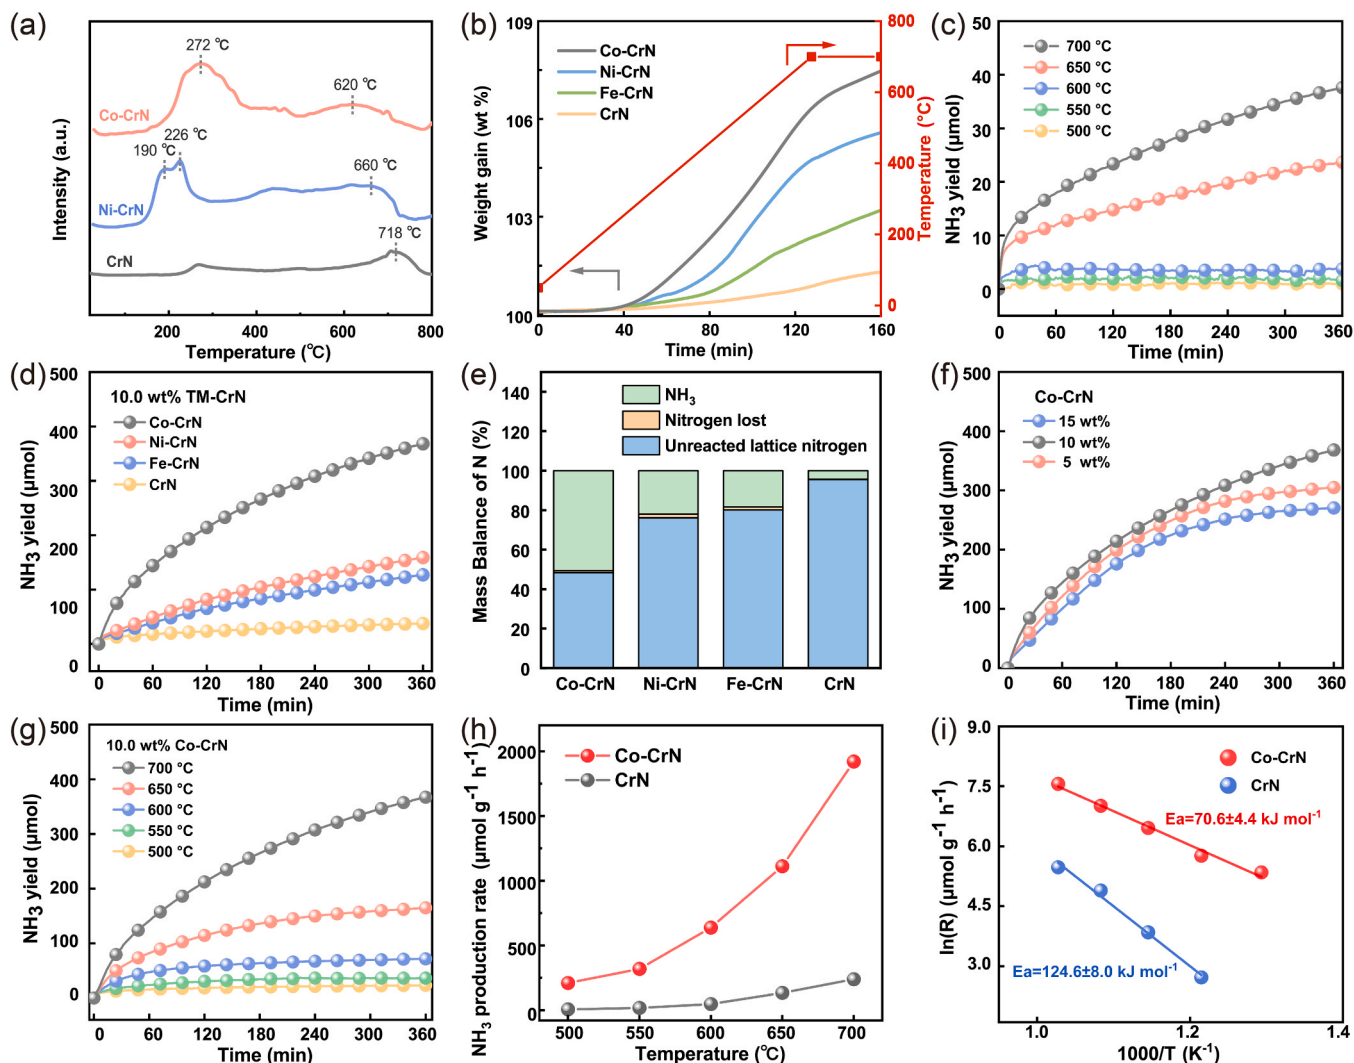 (a)
272 ℃
620 ℃
Co-CrN
226 ℃
190 ℃
660 ℃
Ni-CrN
718 ℃
CrN
Intensity (a.u.)
200 400 600 800
Temperature (℃)
(b)
109
106
103
100
Weight gain (wt %)
Co-CrN
Ni-CrN
Fe-CrN
CrN
800
600
400
200
0
Temperature (°C)
0 40 80 120 160
Time (min)
(c)
50
40
30
20
10
0
NH3 yield (μmol)
700 °C
650 °C
600 °C
550 °C
500 °C
0 60 120 180 240 300 360
Time (min)
(d)
500
400
300
200
100
0
NH3 yield (μmol)
10.0 wt% TM-CrN
Co-CrN
Ni-CrN
Fe-CrN
CrN
0 60 120 180 240 300 360
Time (min)
(e)
140
120
100
80
60
40
20
0
Mass Balance of N (%)
NH3
Nitrogen lost
Unreacted lattice nitrogen
Co-CrN Ni-CrN Fe-CrN CrN
(f)
500
400
300
200
100
0
NH3 yield (μmol)
Co-CrN
15 wt%
10 wt%
5 wt%
0 60 120 180 240 300 360
Time (min)
(g)
500
400
300
200
100
0
NH3 yield (μmol)
10.0 wt% Co-CrN
700 °C
650 °C
600 °C
550 °C
500 °C
0 60 120 180 240 300 360
Time (min)
(h)
2000
1500
1000
500
0
NH3 production rate (μmol g-1 h-1)
Co-CrN
CrN
500 550 600 650 700
Temperature (℃)
(i)
9.0
7.5
6.0
4.5
3.0
ln(R) (μmol g-1 h-1)
Co-CrN
CrN
Ea=70.6±4.4 kJ mol-1
Ea=124.6±8.0 kJ mol-1
1.0 1.2 1.4
1000/T (K-1)